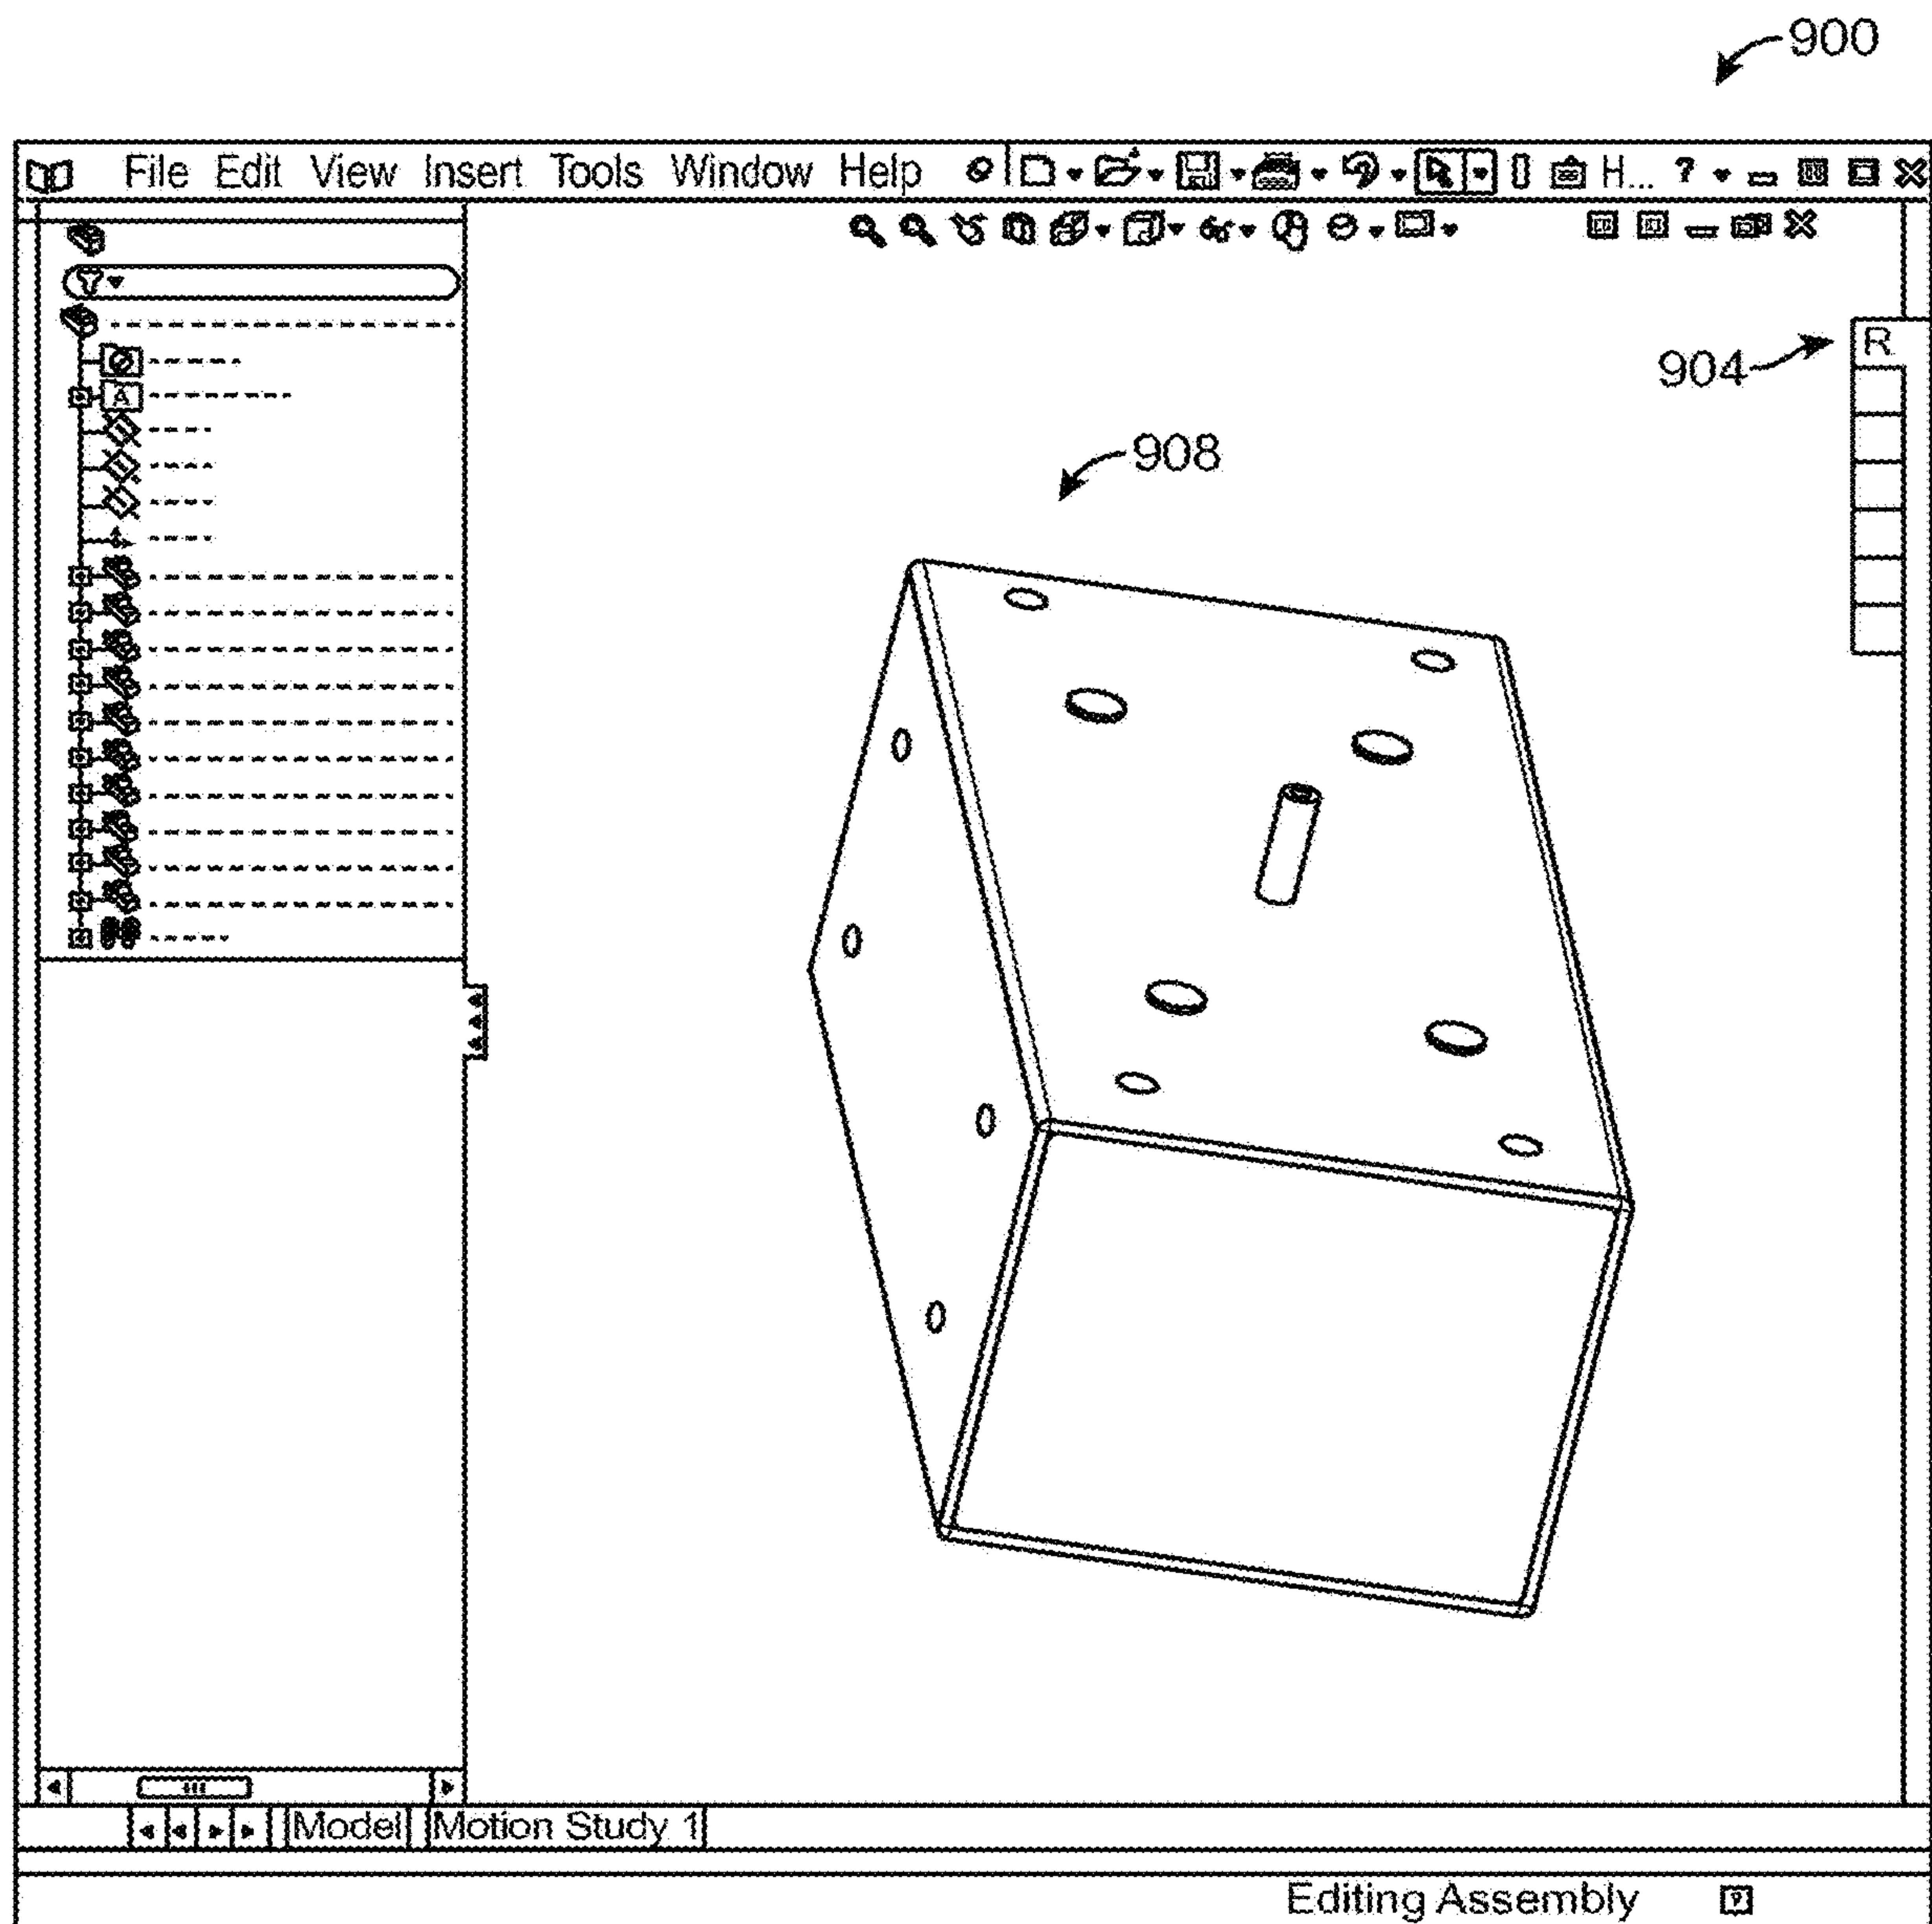 900
File Edit View Insert Tools Window Help H... ?
R
904
A
908
Model Motion Study 1
Editing Assembly ?